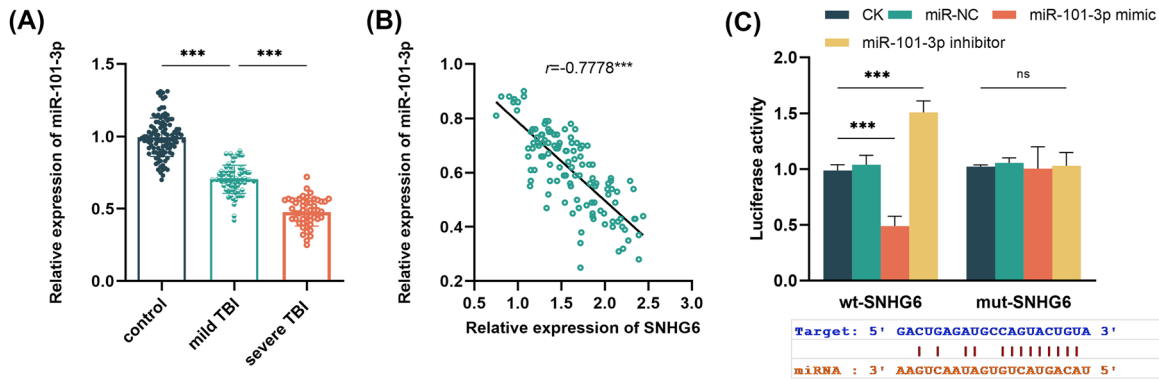 (A)
Relative expression of miR-101-3p
1.5
1.0
0.5
0.0
***
***
control
mild TBI
severe TBI
(B)
Relative expression of miR-101-3p
1.0
0.8
0.6
0.4
0.2
r=-0.7778***
0.5
1.0
1.5
2.0
2.5
3.0
Relative expression of SNHG6
(C)
CK
miR-NC
miR-101-3p mimic
miR-101-3p inhibitor
Luciferase activity
2.0
1.5
1.0
0.5
0.0
***
***
ns
wt-SNHG6
mut-SNHG6
Target: 5' GACUGAGAUGCCAGUACUGUA 3'
miRNA : 3' AAGUCAAUAGUGUCAUGACAU 5'